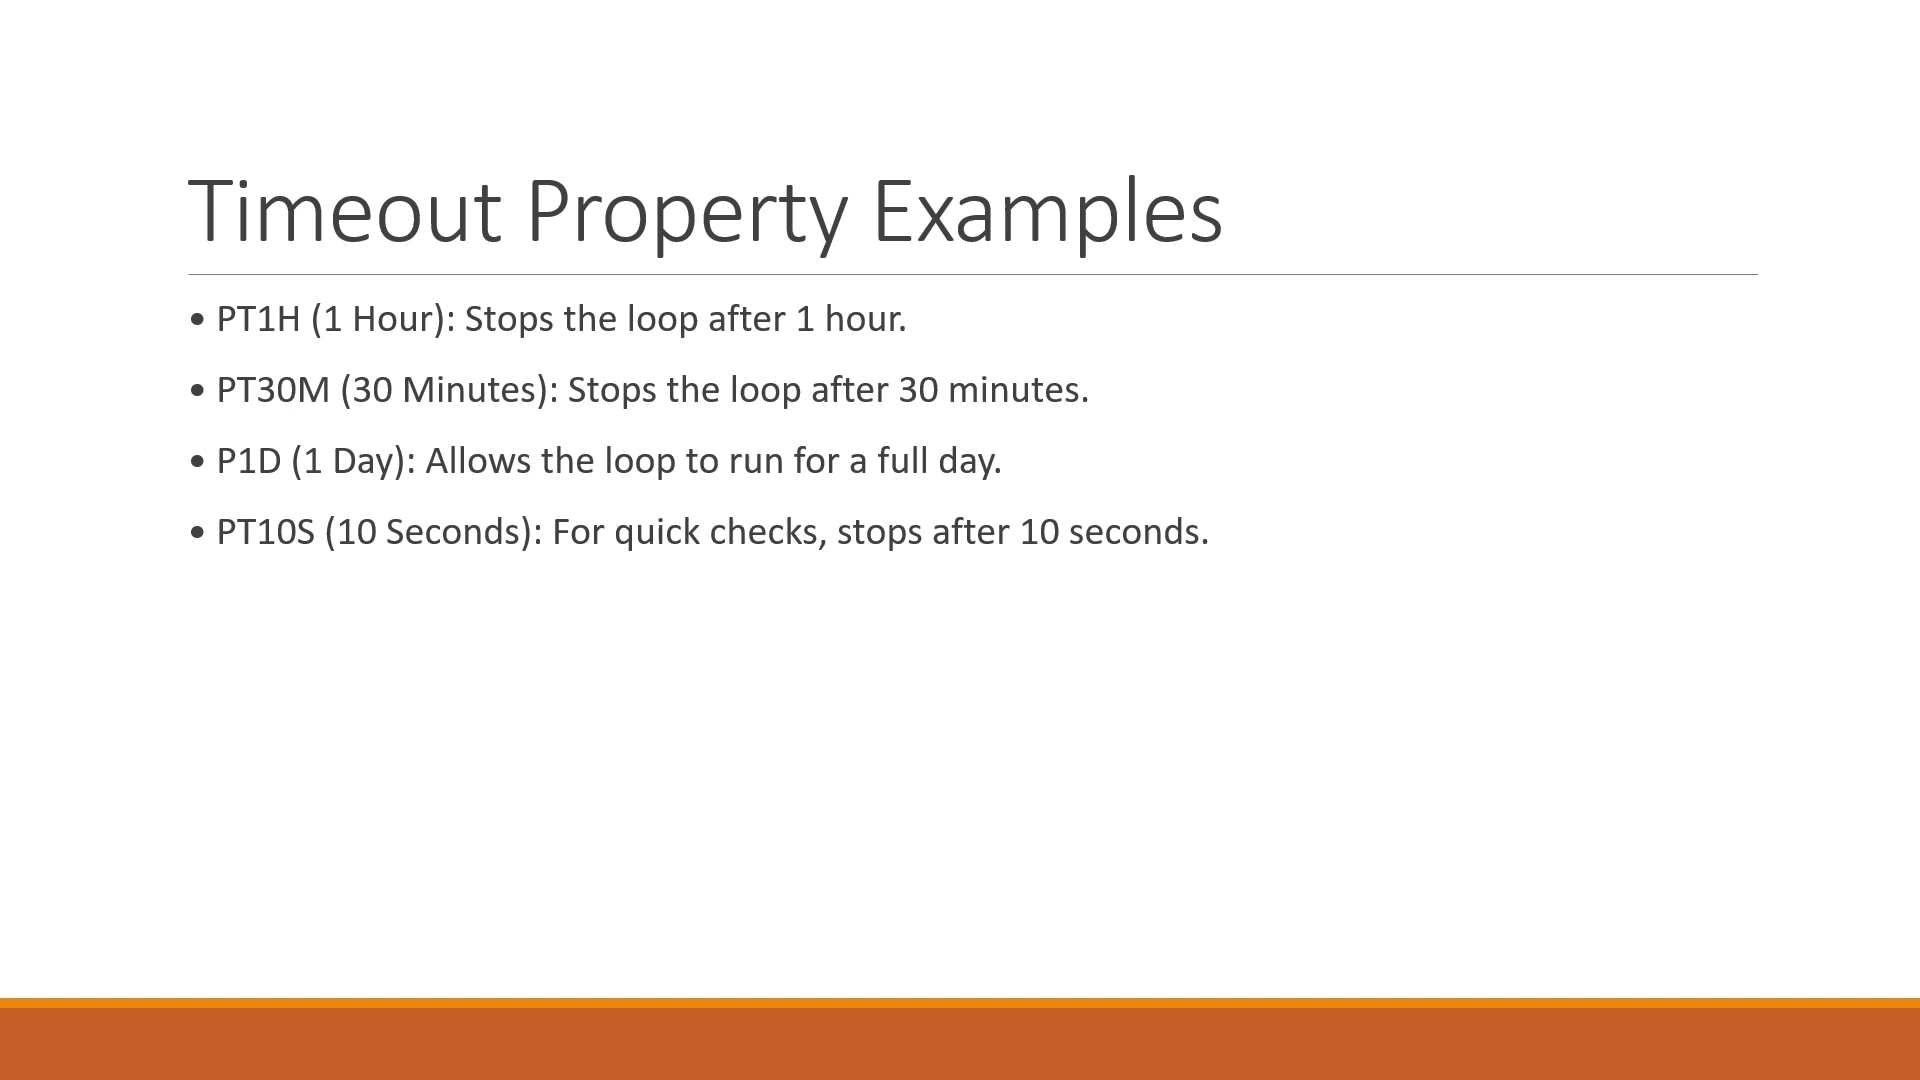 Timeout Property Examples
• PT1H (1 Hour): Stops the loop after 1 hour.
• PT30M (30 Minutes): Stops the loop after 30 minutes.
• P1D (1 Day): Allows the loop to run for a full day.
• PT10S (10 Seconds): For quick checks, stops after 10 seconds.